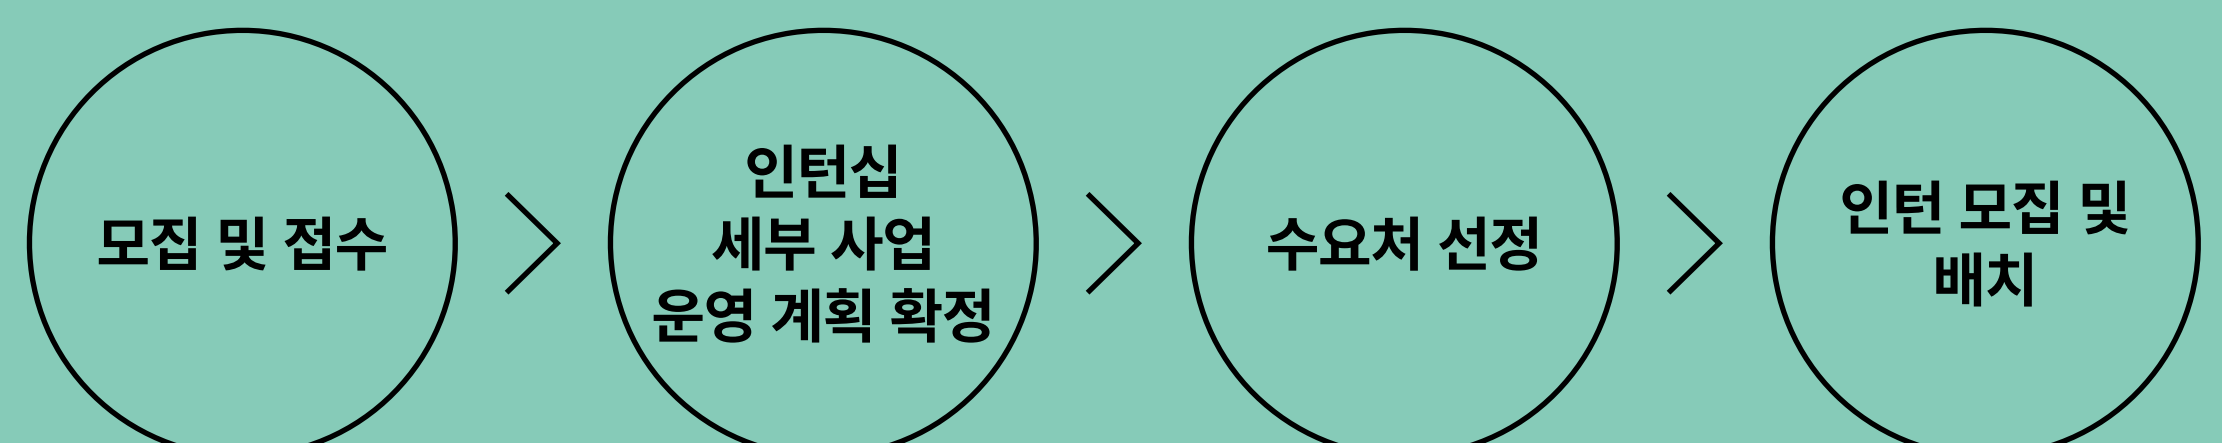 모집 및 접수
인턴십
세부 사업
운영 계획 확정
수요처 선정
인턴 모집 및
배치